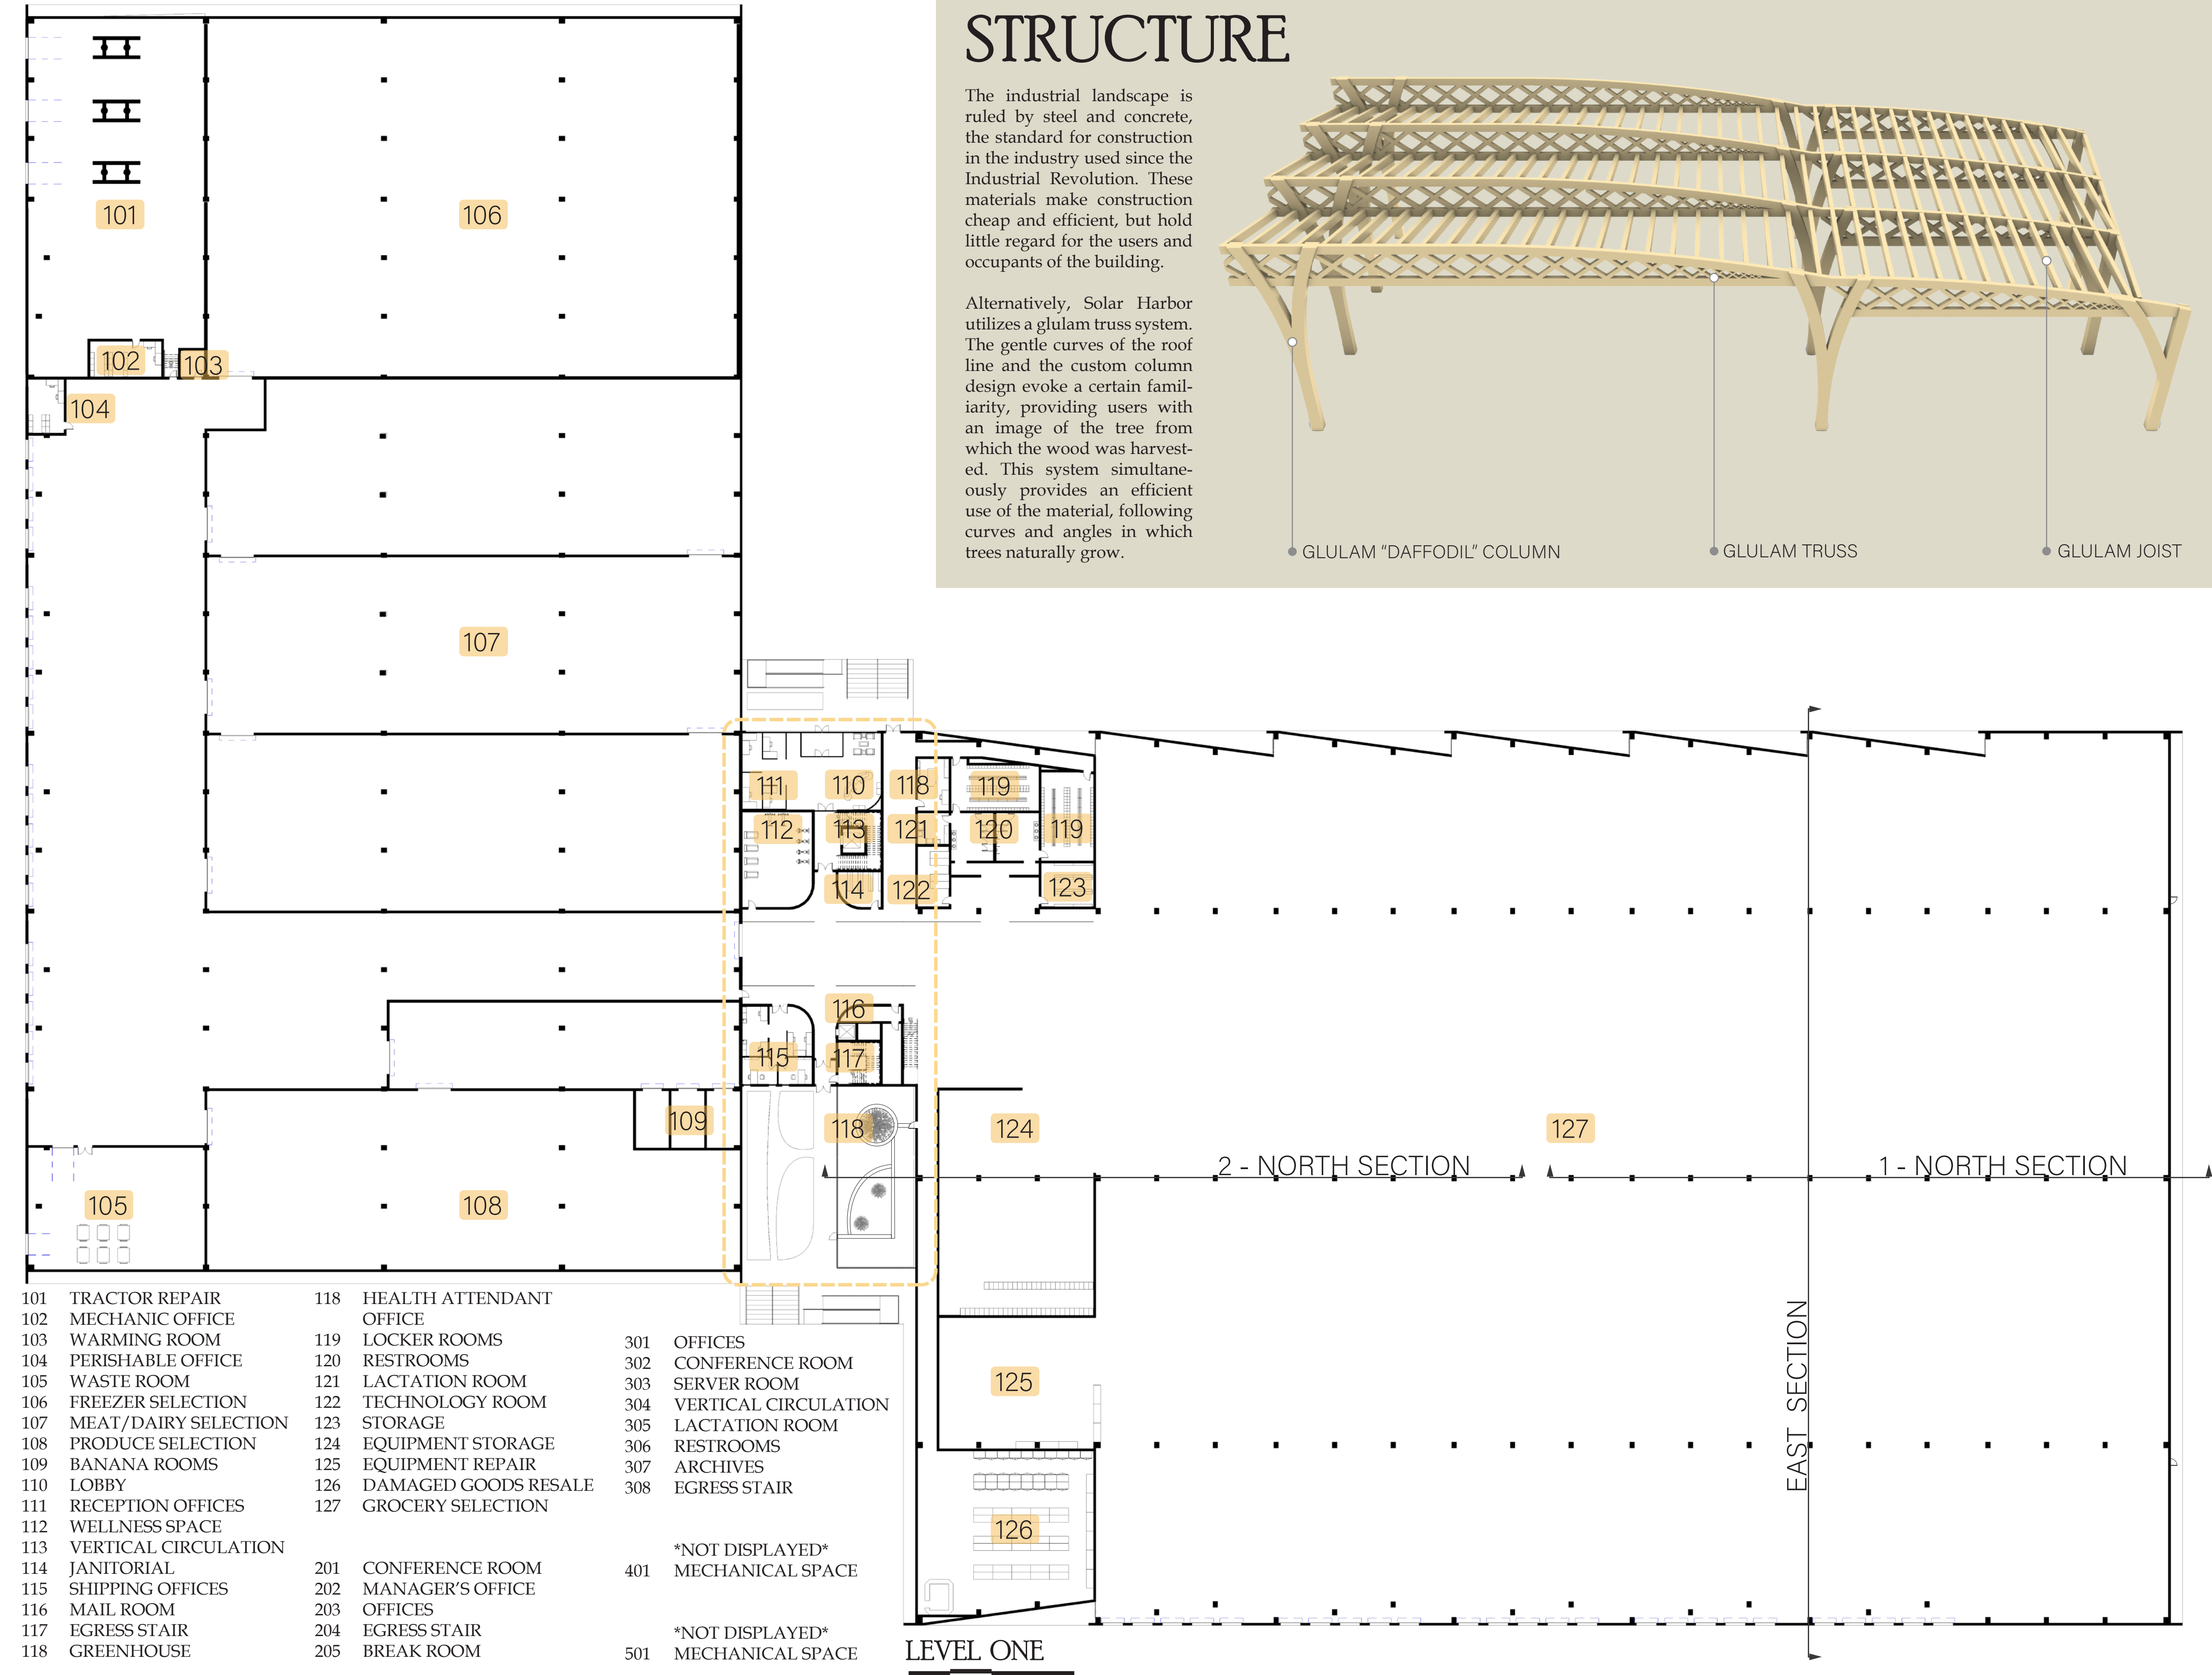 STRUCTURE
The industrial landscape is
ruled by steel and concrete,
the standard for construction
in the industry used since the
Industrial Revolution. These
materials make construction
cheap and efficient, but hold
little regard for the users and
occupants of the building.
Alternatively, Solar Harbor
utilizes a glulam truss system.
The gentle curves of the roof
line and the custom column
design evoke a certain famil-
iarity, providing users with
an image of the tree from
which the wood was harvest-
ed. This system simultane-
ously provides an efficient
use of the material, following
curves and angles in which
trees naturally grow.
GLULAM "DAFFODIL" COLUMN
GLULAM TRUSS
GLULAM JOIST
101
106
102
103
104
107
111
110
118
119
112
113
121
120
119
114
122
123
116
115
117
109
118
124
127
2 - NORTH SECTION
1 - NORTH SECTION
105
108
125
EAST SECTION
126
101 TRACTOR REPAIR
102 MECHANIC OFFICE
103 WARMING ROOM
104 PERISHABLE OFFICE
105 WASTE ROOM
106 FREEZER SELECTION
107 MEAT/DAIRY SELECTION
108 PRODUCE SELECTION
109 BANANA ROOMS
110 LOBBY
111 RECEPTION OFFICES
112 WELLNESS SPACE
113 VERTICAL CIRCULATION
114 JANITORIAL
115 SHIPPING OFFICES
116 MAIL ROOM
117 EGRESS STAIR
118 GREENHOUSE
118 HEALTH ATTENDANT
OFFICE
119 LOCKER ROOMS
120 RESTROOMS
121 LACTATION ROOM
122 TECHNOLOGY ROOM
123 STORAGE
124 EQUIPMENT STORAGE
125 EQUIPMENT REPAIR
126 DAMAGED GOODS RESALE
127 GROCERY SELECTION
201 CONFERENCE ROOM
202 MANAGER'S OFFICE
203 OFFICES
204 EGRESS STAIR
205 BREAK ROOM
301 OFFICES
302 CONFERENCE ROOM
303 SERVER ROOM
304 VERTICAL CIRCULATION
305 LACTATION ROOM
306 RESTROOMS
307 ARCHIVES
308 EGRESS STAIR
*NOT DISPLAYED*
401 MECHANICAL SPACE
*NOT DISPLAYED*
501 MECHANICAL SPACE
LEVEL ONE